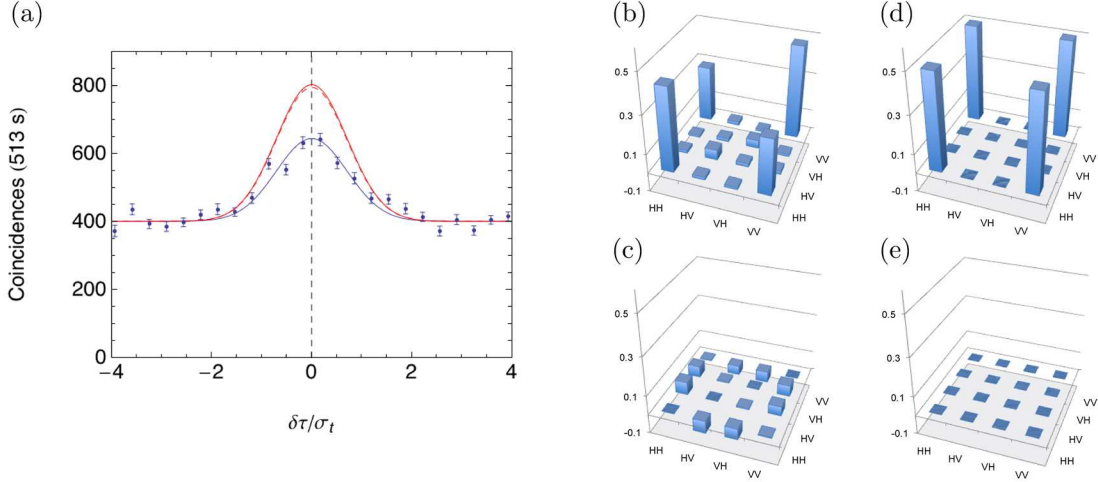 (a)
800
600
400
200
0
Coincidences (513 s)
−4
−2
0
2
4
δτ/σt
(b)
0.5
0.3
0.1
-0.1
HH
HV
VH
VV
VV
VH
HV
HH
(d)
0.5
0.3
0.1
-0.1
HH
HV
VH
VV
VV
VH
HV
HH
(c)
0.5
0.3
0.1
-0.1
HH
HV
VH
VV
VV
VH
HV
HH
(e)
0.5
0.3
0.1
-0.1
HH
HV
VH
VV
VV
VH
HV
HH